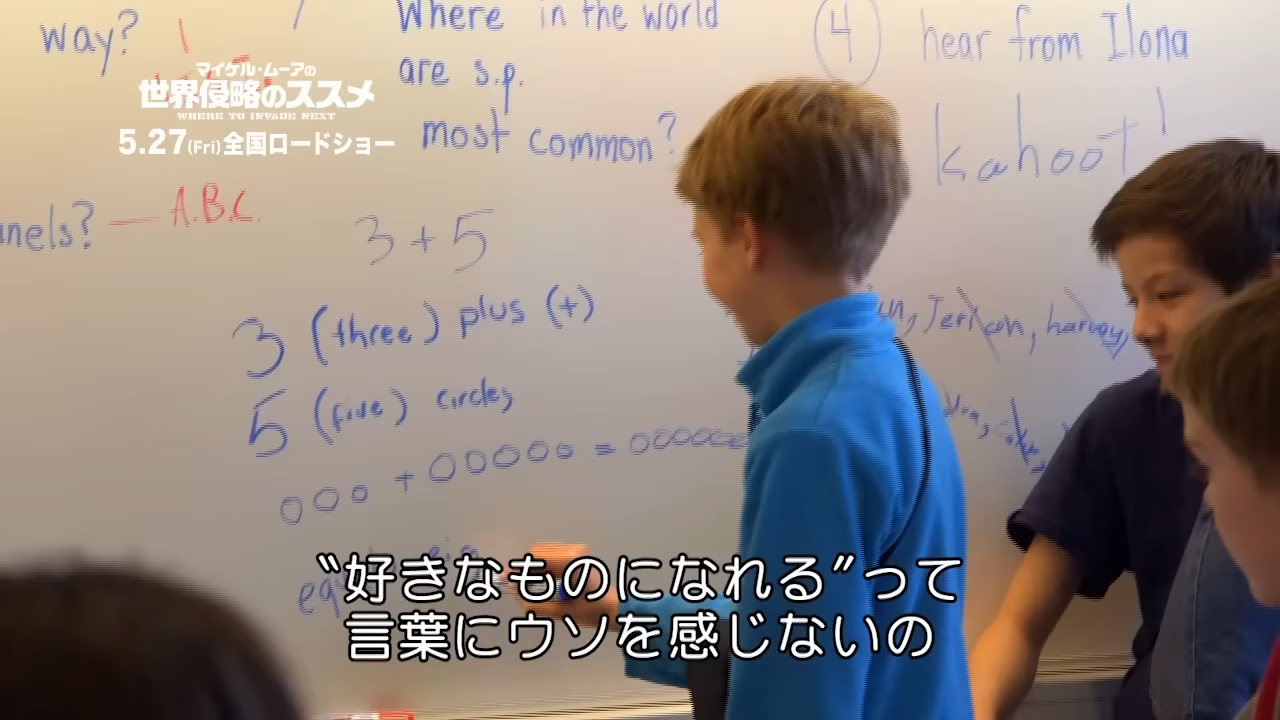 way?
Where in the world
are s.p.
most common?
4 hear from Ilona
kahoot!
マイケル・ムーアの
世界侵略のススメ
WHERE TO INVADE NEXT
5.27(Fri)全国ロードショー
nels? — A.B.C.
3+5
3 (three) plus (+)
5 (five) circles
ooo + ooooo =
harvey,
“好きなものになれる”って
言葉にウソを感じないの